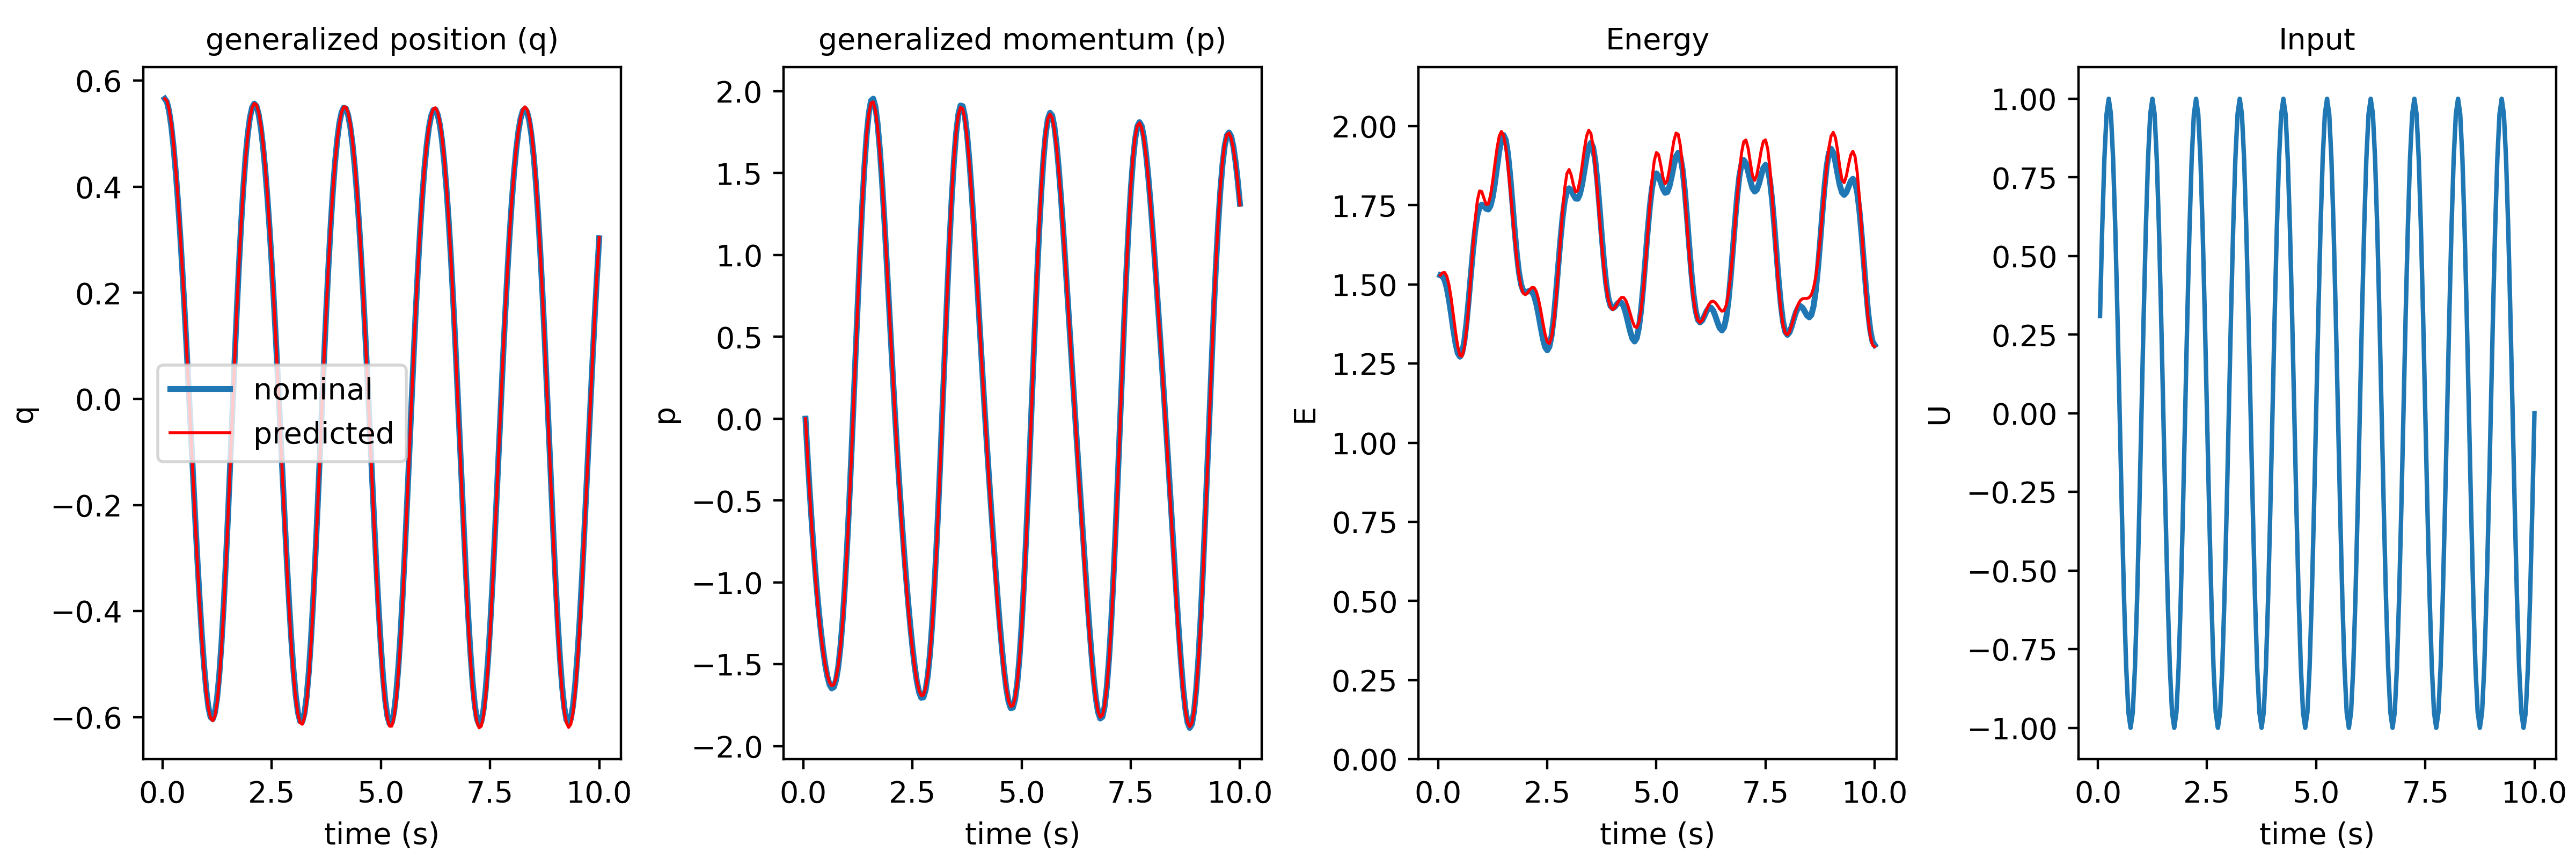 generalized position (q)
0.6
0.4
0.2
0.0
−0.2
−0.4
−0.6
q
nominal
predicted
0.0 2.5 5.0 7.5 10.0
time (s)
generalized momentum (p)
2.0
1.5
1.0
0.5
0.0
−0.5
−1.0
−1.5
−2.0
p
0.0 2.5 5.0 7.5 10.0
time (s)
Energy
2.00
1.75
1.50
1.25
1.00
0.75
0.50
0.25
0.00
E
0.0 2.5 5.0 7.5 10.0
time (s)
Input
1.00
0.75
0.50
0.25
0.00
−0.25
−0.50
−0.75
−1.00
U
0.0 2.5 5.0 7.5 10.0
time (s)